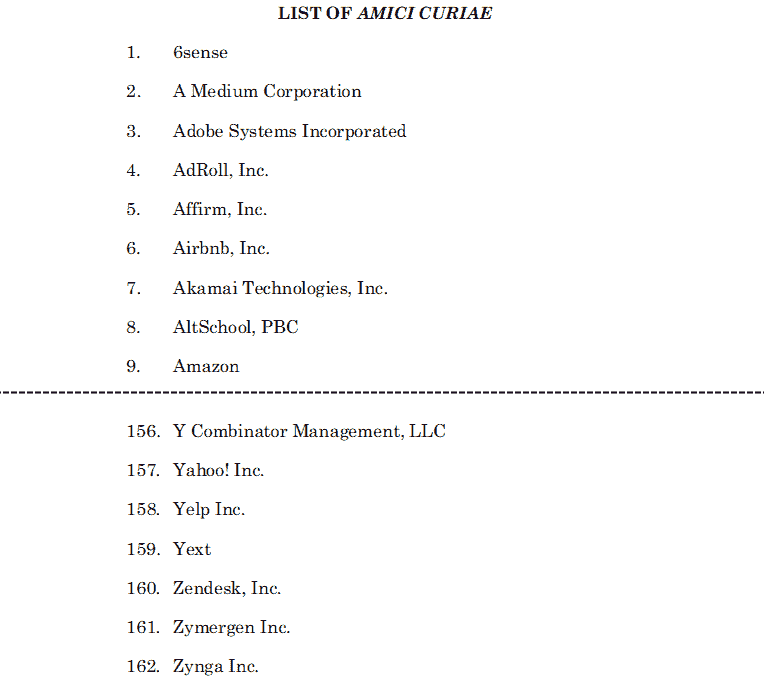 LIST OF AMICI CURIAE
1. 6sense
2. A Medium Corporation
3. Adobe Systems Incorporated
4. AdRoll, Inc.
5. Affirm, Inc.
6. Airbnb, Inc.
7. Akamai Technologies, Inc.
8. AltSchool, PBC
9. Amazon
156. Y Combinator Management, LLC
157. Yahoo! Inc.
158. Yelp Inc.
159. Yext
160. Zendesk, Inc.
161. Zymergen Inc.
162. Zynga Inc.